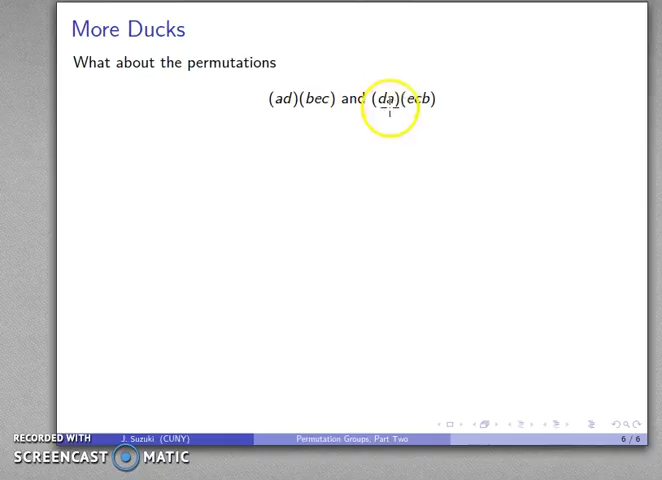 More Ducks
What about the permutations
(ad)(bec) and (da)(ecb)
RECORDED WITH
SCREENCAST MATIC
J. Suzuki (CUNY)
Permutation Groups, Part Two
6 / 6